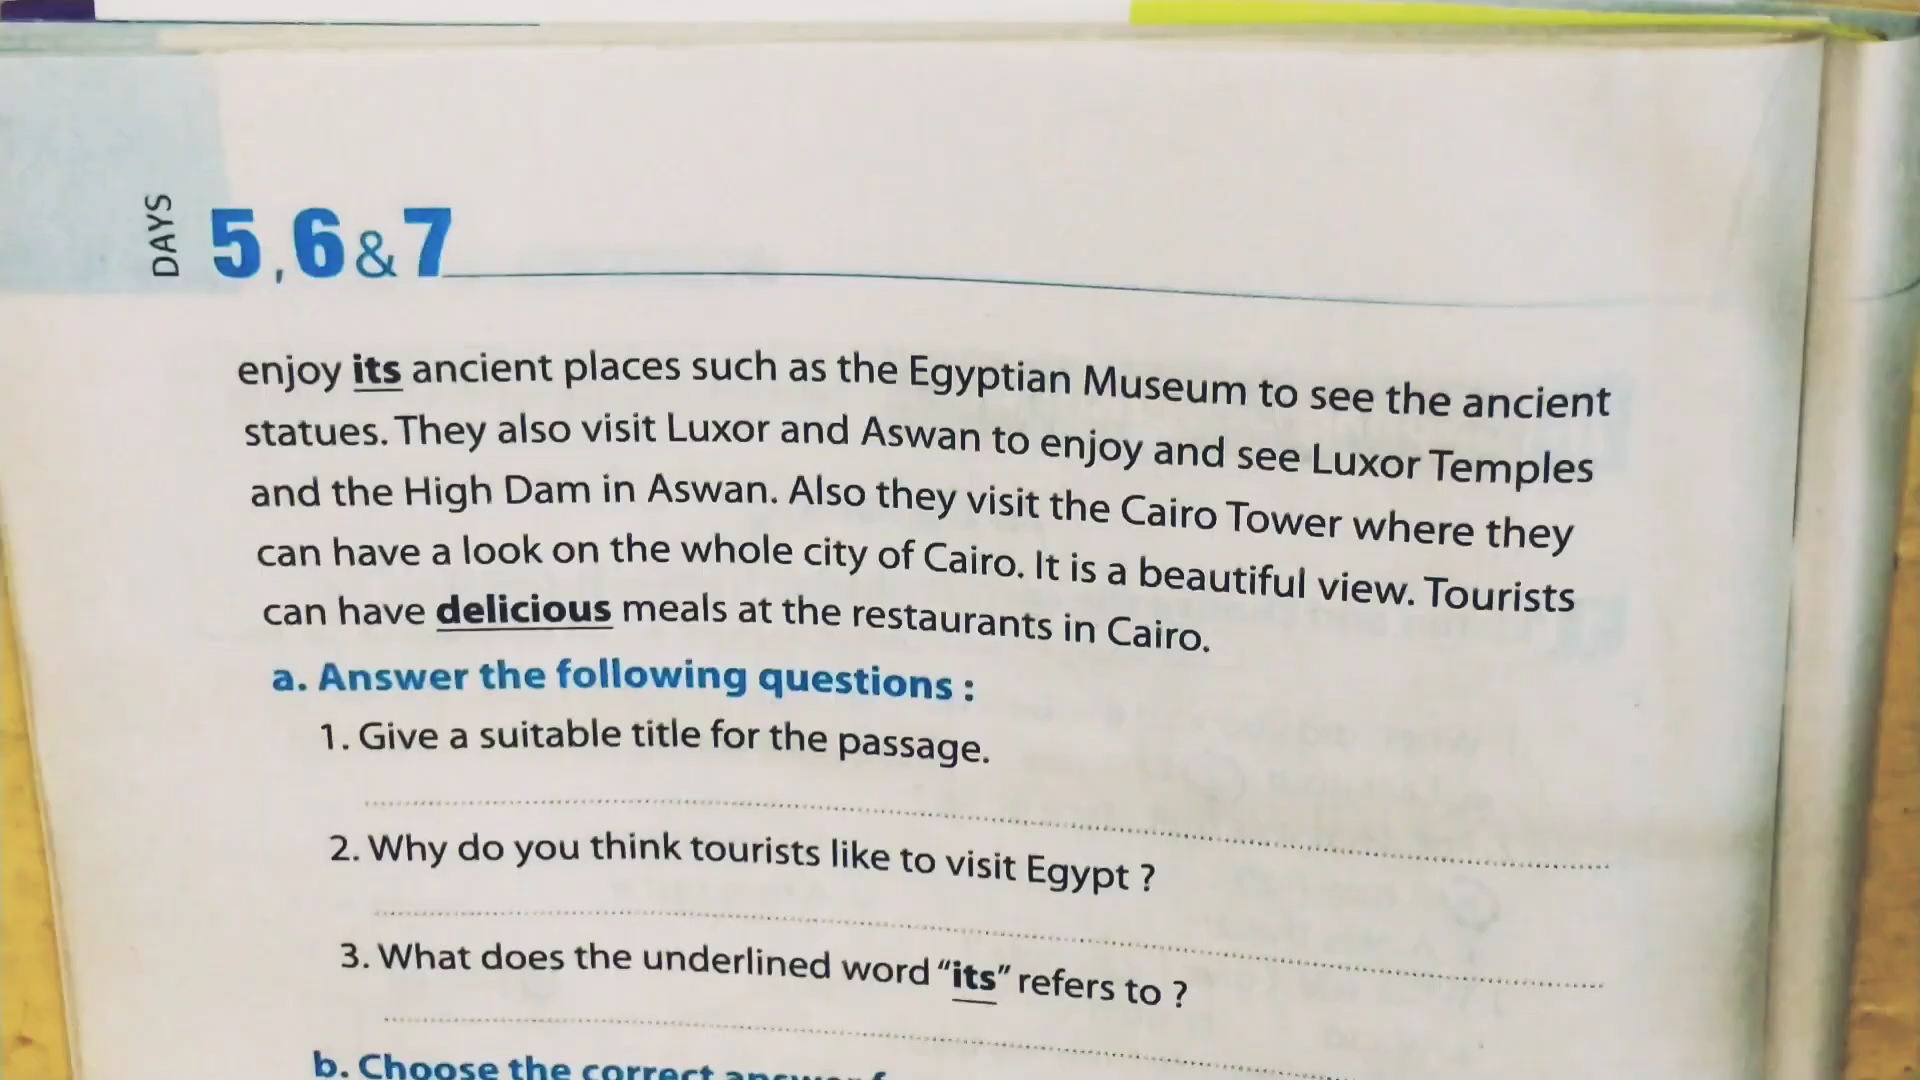 DAYS 5,6&7
enjoy its ancient places such as the Egyptian Museum to see the ancient
statues. They also visit Luxor and Aswan to enjoy and see Luxor Temples
and the High Dam in Aswan. Also they visit the Cairo Tower where they
can have a look on the whole city of Cairo. It is a beautiful view. Tourists
can have delicious meals at the restaurants in Cairo.
a. Answer the following questions :
1. Give a suitable title for the passage.
2. Why do you think tourists like to visit Egypt ?
3. What does the underlined word “its” refers to ?
b. Choose the correct answer